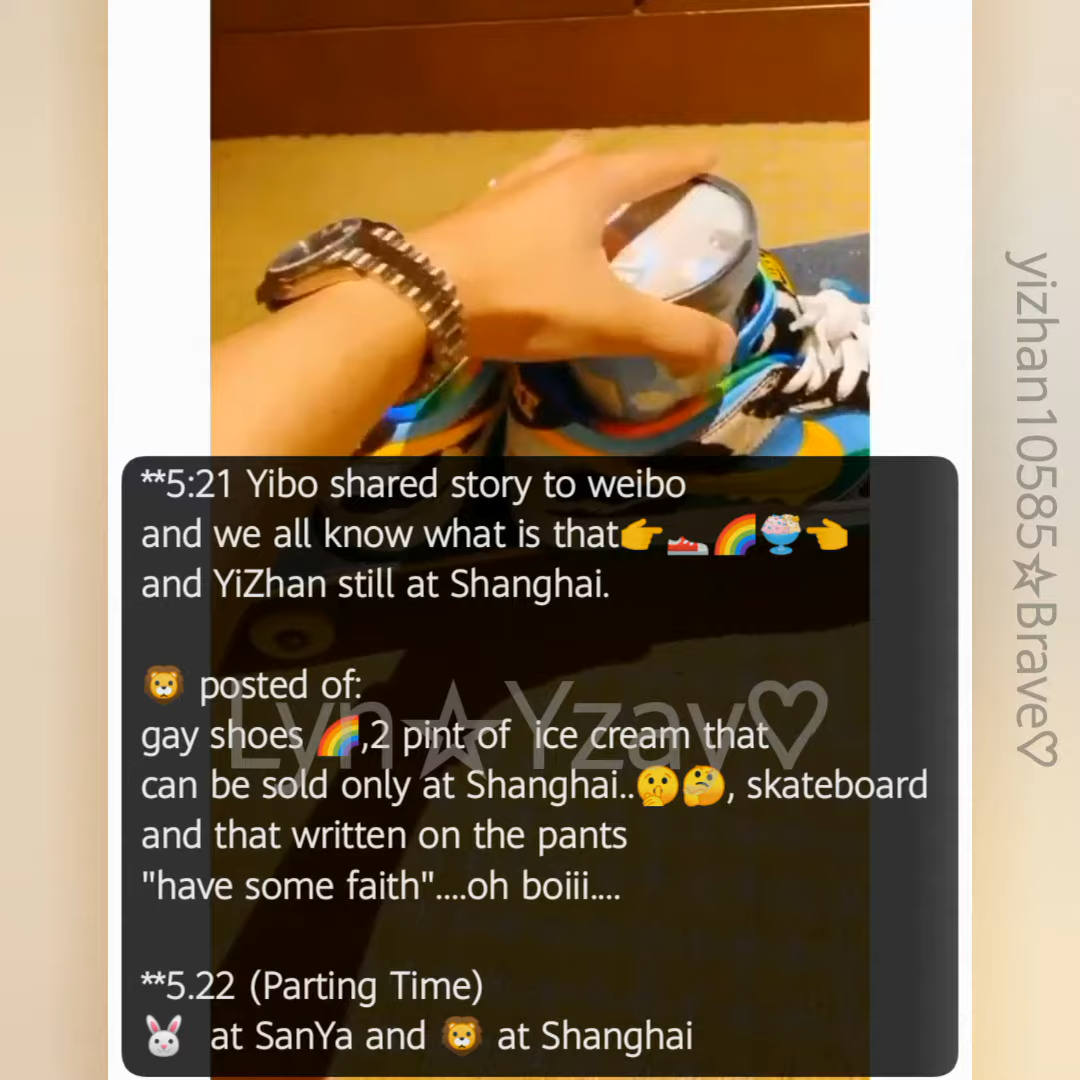 **5:21 Yibo shared story to weibo
and we all know what is that👉👟🌈🍨👈
and YiZhan still at Shanghai.
🦁 posted of:
gay shoes 🌈,2 pint of ice cream that
can be sold only at Shanghai..🤫🤔, skateboard
and that written on the pants
"have some faith"....oh boiii....
**5.22 (Parting Time)
🐰 at SanYa and 🦁 at Shanghai
Lyn☆Yzay♡
yizhan10585☆Brave♡